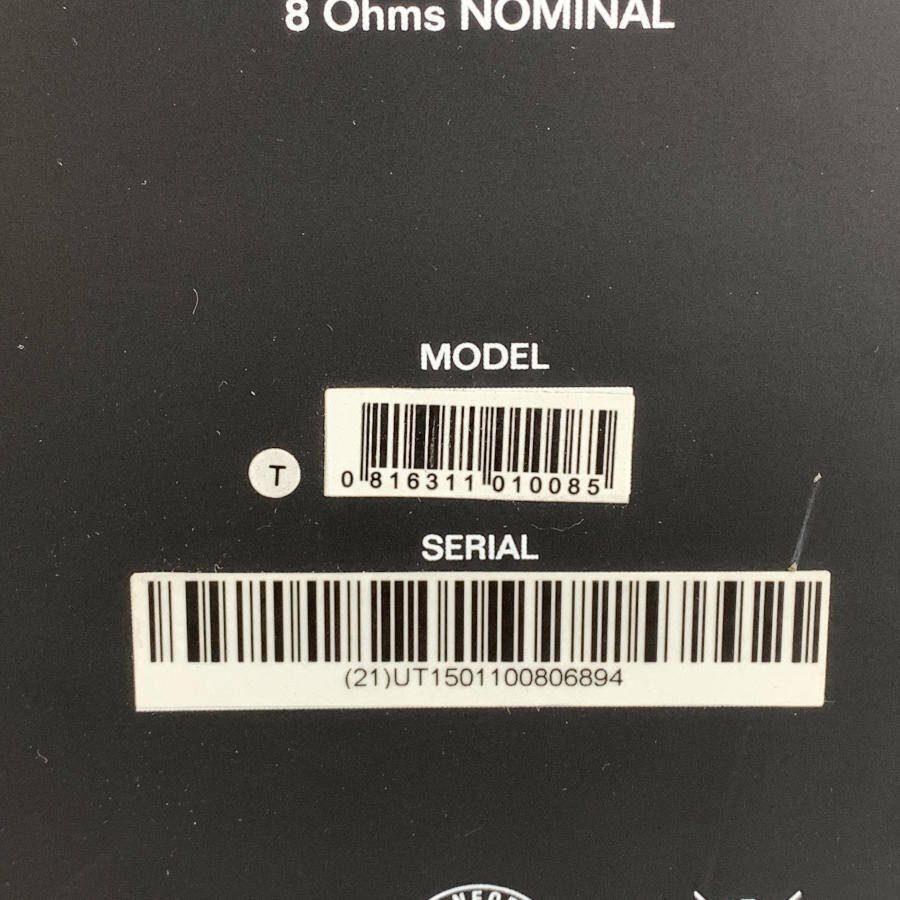 8 Ohms NOMINAL
MODEL
T
0 816311 010085
SERIAL
(21)UT1501100806894